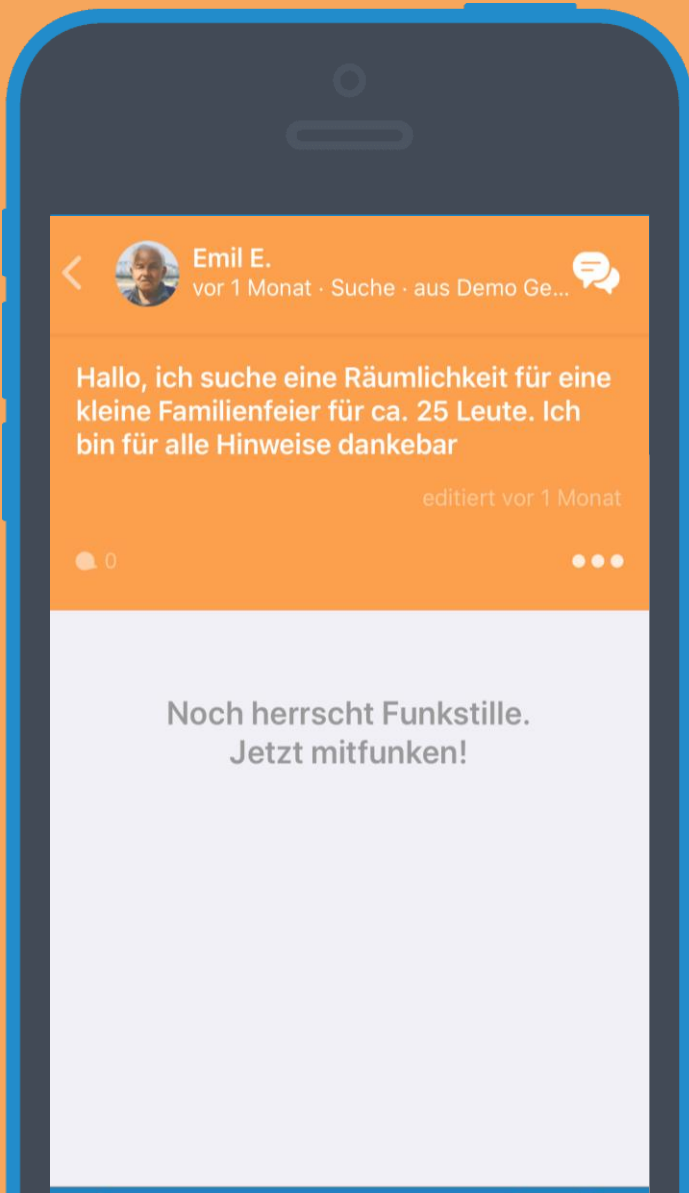 Emil E.
vor 1 Monat · Suche · aus Demo Ge...
Hallo, ich suche eine Räumlichkeit für eine
kleine Familienfeier für ca. 25 Leute. Ich
bin für alle Hinweise dankebar
editiert vor 1 Monat
0
Noch herrscht Funkstille.
Jetzt mitfunken!